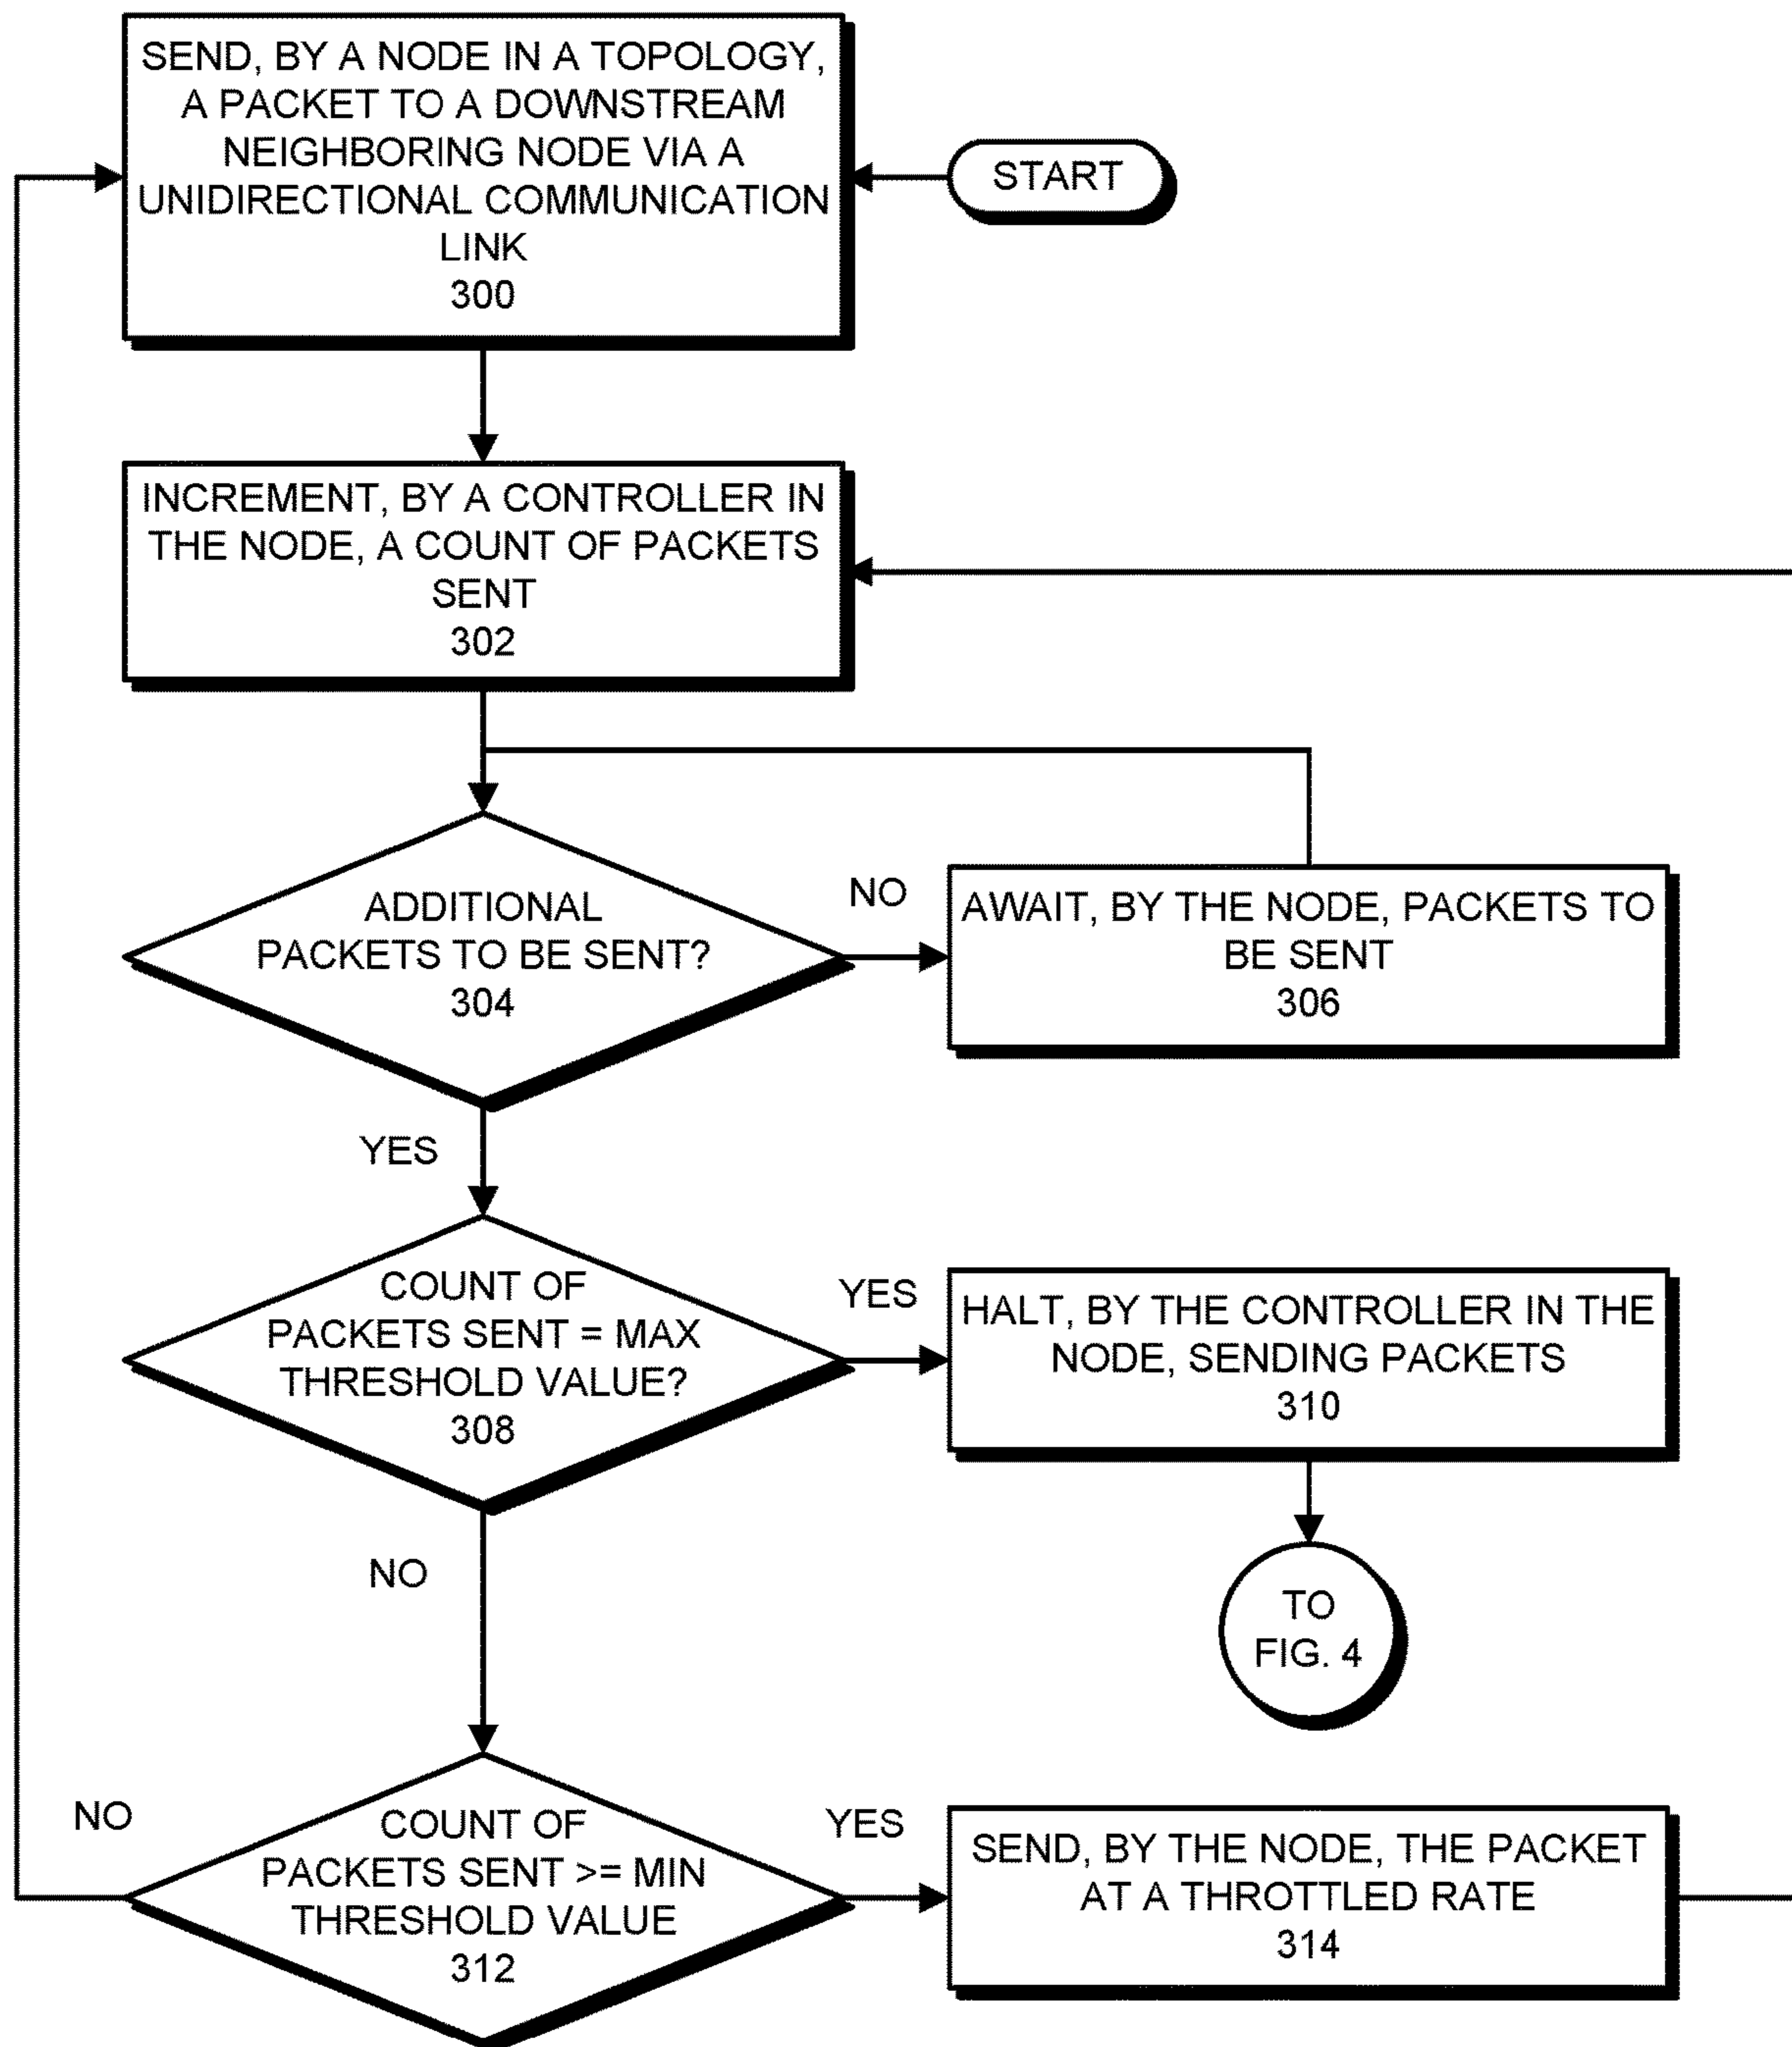 SEND, BY A NODE IN A TOPOLOGY,
A PACKET TO A DOWNSTREAM
NEIGHBORING NODE VIA A
UNIDIRECTIONAL COMMUNICATION
LINK
300
START
INCREMENT, BY A CONTROLLER IN
THE NODE, A COUNT OF PACKETS
SENT
302
ADDITIONAL
PACKETS TO BE SENT?
304
NO
AWAIT, BY THE NODE, PACKETS TO
BE SENT
306
YES
COUNT OF
PACKETS SENT = MAX
THRESHOLD VALUE?
308
YES
HALT, BY THE CONTROLLER IN THE
NODE, SENDING PACKETS
310
NO
TO
FIG. 4
NO
COUNT OF
PACKETS SENT >= MIN
THRESHOLD VALUE
312
YES
SEND, BY THE NODE, THE PACKET
AT A THROTTLED RATE
314